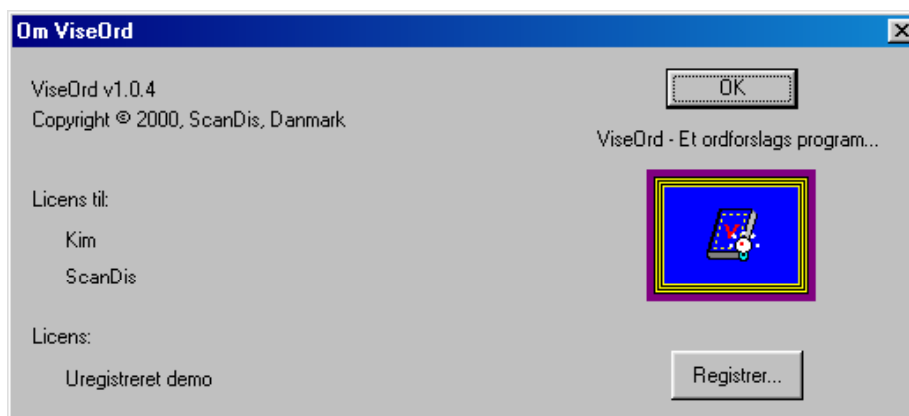 Om ViseOrd
ViseOrd v1.0.4
Copyright © 2000, ScanDis, Danmark
OK
ViseOrd - Et ordforslags program...
Licens til:
Kim
ScanDis
V
Licens:
Uregistreret demo
Registrer...